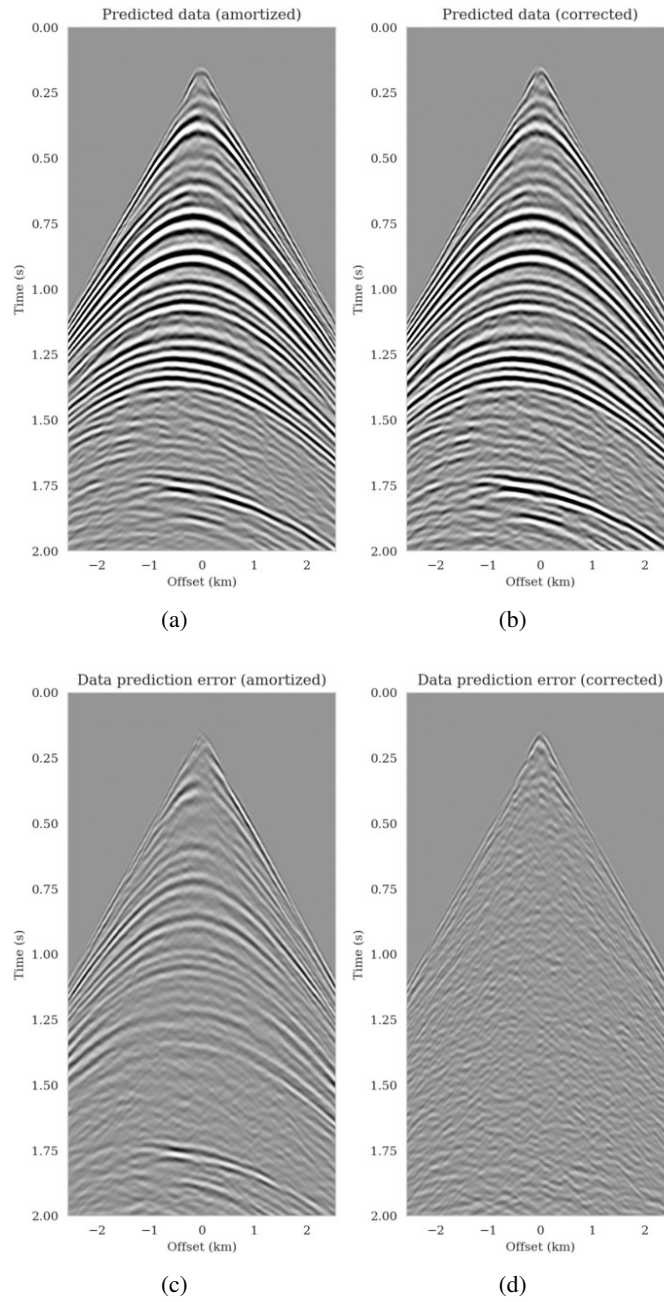 Predicted data (amortized)
0.00
0.25
0.50
0.75
1.00
1.25
1.50
1.75
2.00
Time (s)
−2 −1 0 1 2
Offset (km)
(a)
Predicted data (corrected)
0.00
0.25
0.50
0.75
1.00
1.25
1.50
1.75
2.00
Time (s)
−2 −1 0 1 2
Offset (km)
(b)
Data prediction error (amortized)
0.00
0.25
0.50
0.75
1.00
1.25
1.50
1.75
2.00
Time (s)
−2 −1 0 1 2
Offset (km)
(c)
Data prediction error (corrected)
0.00
0.25
0.50
0.75
1.00
1.25
1.50
1.75
2.00
Time (s)
−2 −1 0 1 2
Offset (km)
(d)